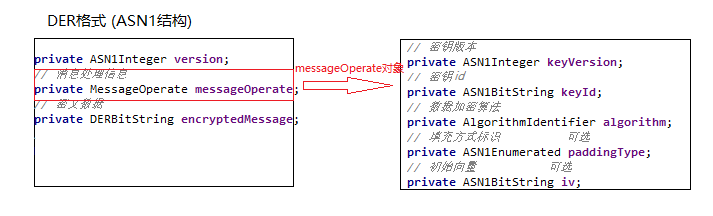 DER格式 (ASN1结构)
private ASN1Integer version;
// 消息处理信息
private MessageOperate messageOperate;
// 密文数据
private DERBitString encryptedMessage;
messageOperate对象
// 密钥版本
private ASN1Integer keyVersion;
// 密钥id
private ASN1BitString keyId;
// 数据加密算法
private AlgorithmIdentifier algorithm;
// 填充方式标识 可选
private ASN1Enumerated paddingType;
// 初始向量 可选
private ASN1BitString iv;